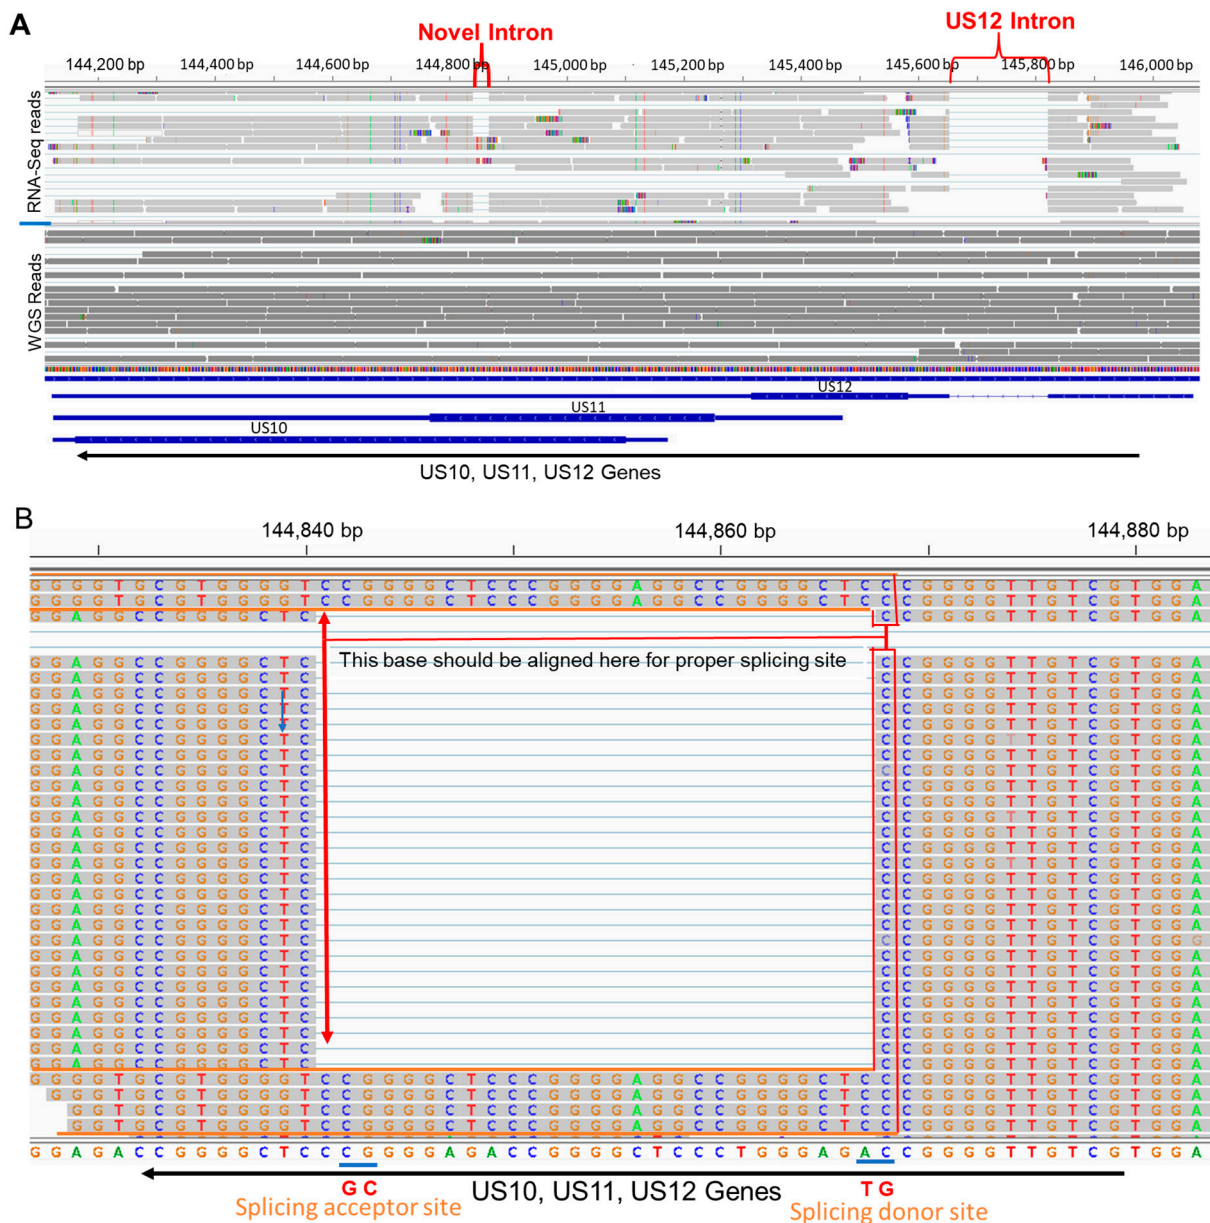 A
Novel Intron
US12 Intron
144,200 bp 144,400 bp 144,600 bp 144,800 bp 145,000 bp 145,200 bp 145,400 bp 145,600 bp 145,800 bp 146,000 bp
RNA-Seq reads
WGS Reads
US12
US11
US10
US10, US11, US12 Genes
B
144,840 bp 144,860 bp 144,880 bp
G G G G T G C G T G G G G T C C G G G G C T C C C G G G G A G G C C G G G G C T C C C G G G G T T G T C G T G G A
G G G G T G C G T G G G G T C C G G G G C T C C C G G G G A G G C C G G G G C T C C C G G G G T T G T C G T G G A
G G A G G C C G G G G C T C C C G G G G T T G T C G T G G A
This base should be aligned here for proper splicing site
G G A G G C C G G G G C T C C C G G G G T T G T C G T G G A
G G G G T G C G T G G G G T C C G G G G C T C C C G G G G A G G C C G G G G C T C C C G G G G T T G T C G T G G A
G G G T G C G T G G G G T C C G G G G C T C C C G G G G A G G C C G G G G C T C C C G G G G T T G T C G T G G A
G G T G C G T G G G G T C C G G G G C T C C C G G G G A G G C C G G G G C T C C C G G G G T T G T C G T G G A
G G T G C G T G G G G T C C G G G G C T C C C G G G G A G G C C G G G G C T C C C G G G G T T G T C G T G G A
G G A G A C C G G G G C T C C C G G G G A G A C C G G G G C T C C C T G G G A G A C C G G G G T T G T C G T G G A
G C US10, US11, US12 Genes T G
Splicing acceptor site Splicing donor site